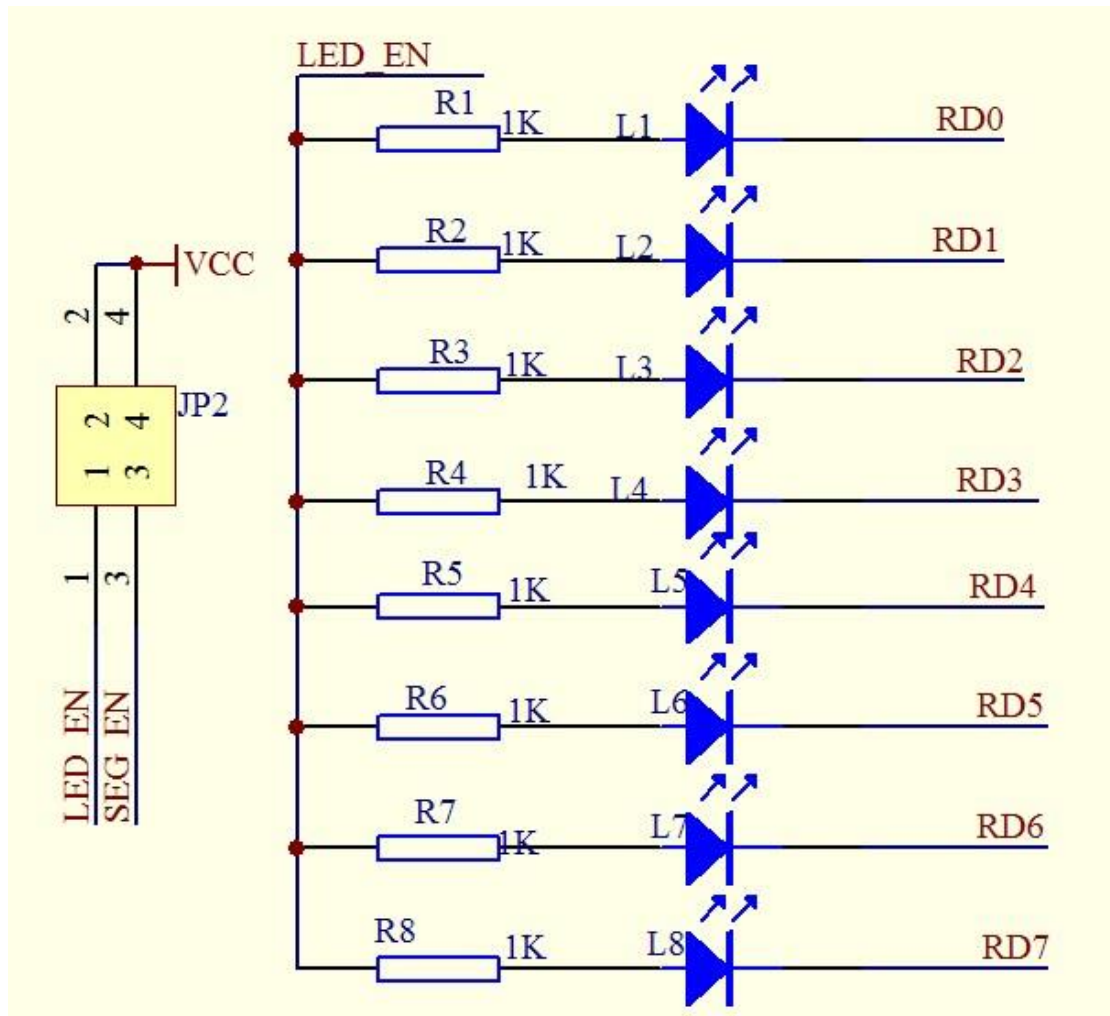 LED_EN
R1 1K L1 RD0
R2 1K L2 RD1
VCC
2 4
R3 1K L3 RD2
2 4 JP2
1 3
R4 1K L4 RD3
1 3
R5 1K L5 RD4
LED_EN
SEG_EN
R6 1K L6 RD5
R7 1K L7 RD6
R8 1K L8 RD7